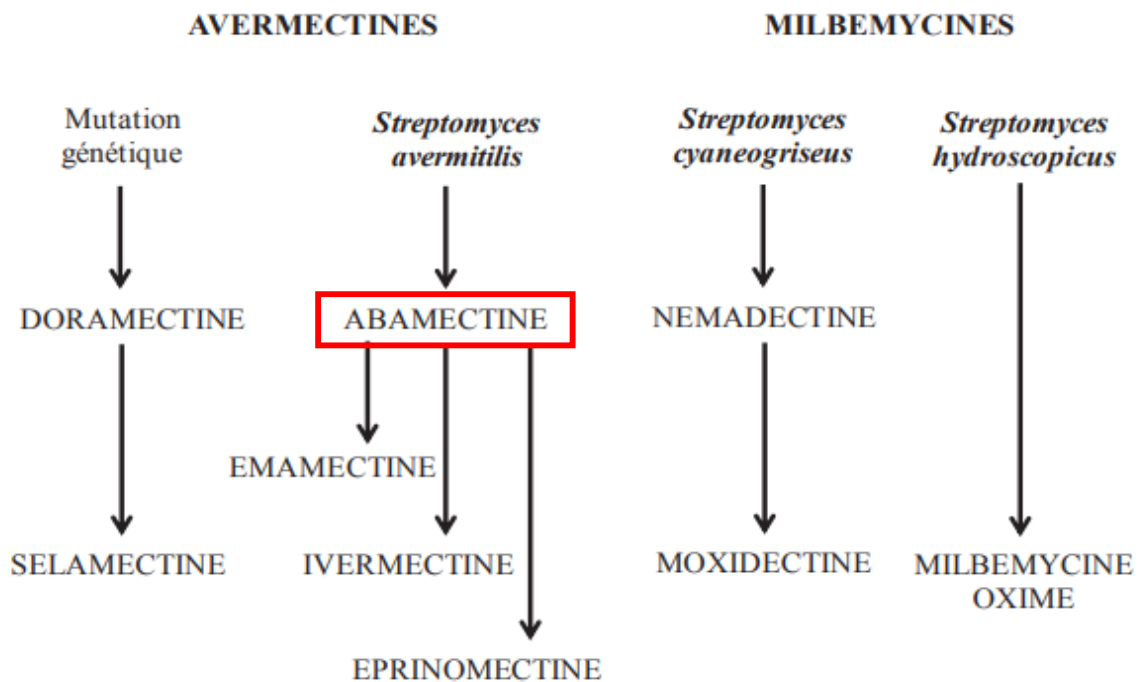 AVERMECTINES
MILBEMYCINES
Mutation
génétique
Streptomyces
avermitilis
Streptomyces
cyaneogriseus
Streptomyces
hydroscopicus
DORAMECTINE
ABAMECTINE
NEMADECTINE
EMAMECTINE
SELAMECTINE
IVERMECTINE
MOXIDECTINE
MILBEMYCINE
OXIME
EPRINOMECTINE